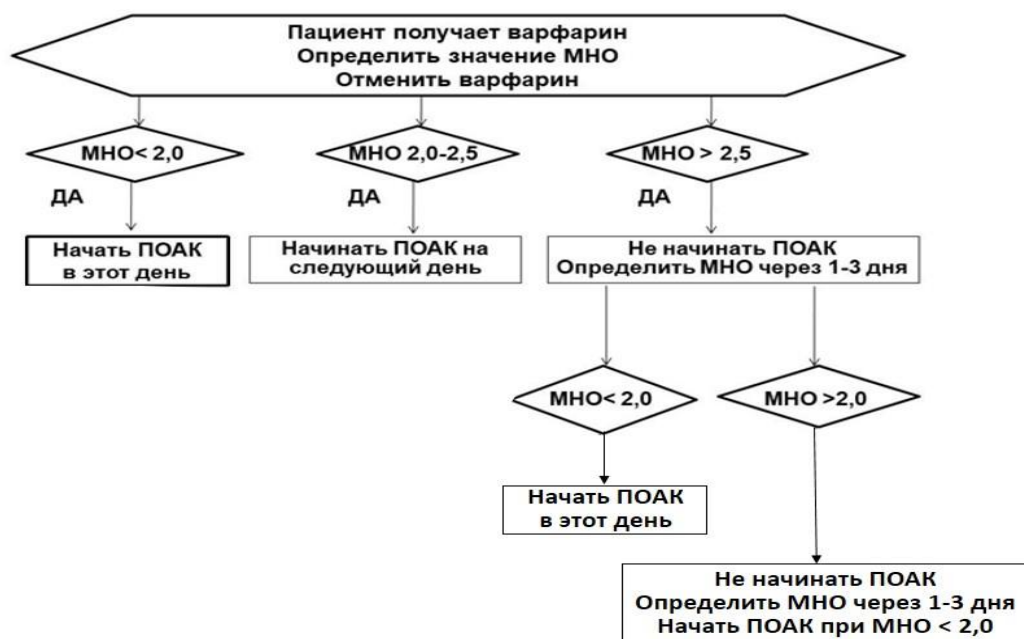 Пациент получает варфарин
Определить значение МНО
Отменить варфарин
МНО< 2,0
МНО 2,0-2,5
МНО > 2,5
ДА
ДА
ДА
Начать ПОАК
в этот день
Начинать ПОАК на
следующий день
Не начинать ПОАК
Определить МНО через 1-3 дня
МНО< 2,0
МНО >2,0
Начать ПОАК
в этот день
Не начинать ПОАК
Определить МНО через 1-3 дня
Начать ПОАК при МНО < 2,0